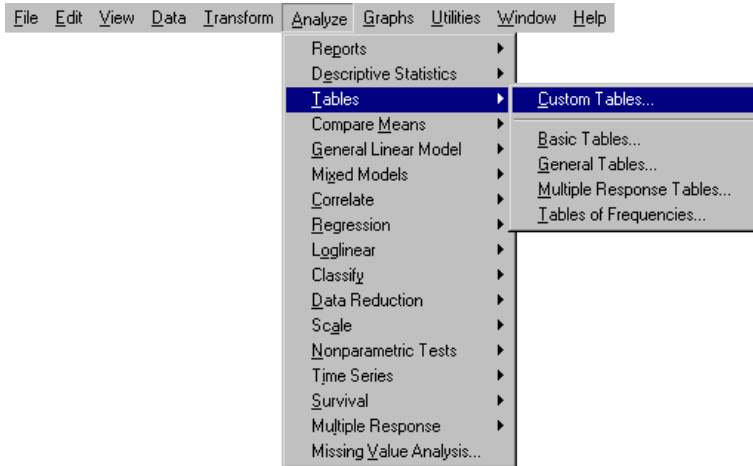 File Edit View Data Transform Analyze Graphs Utilities Window Help
Reports
Descriptive Statistics
Tables
Compare Means
General Linear Model
Mixed Models
Correlate
Regression
Loglinear
Classify
Data Reduction
Scale
Nonparametric Tests
Time Series
Survival
Multiple Response
Missing Value Analysis...
Custom Tables...
Basic Tables...
General Tables...
Multiple Response Tables...
Tables of Frequencies...